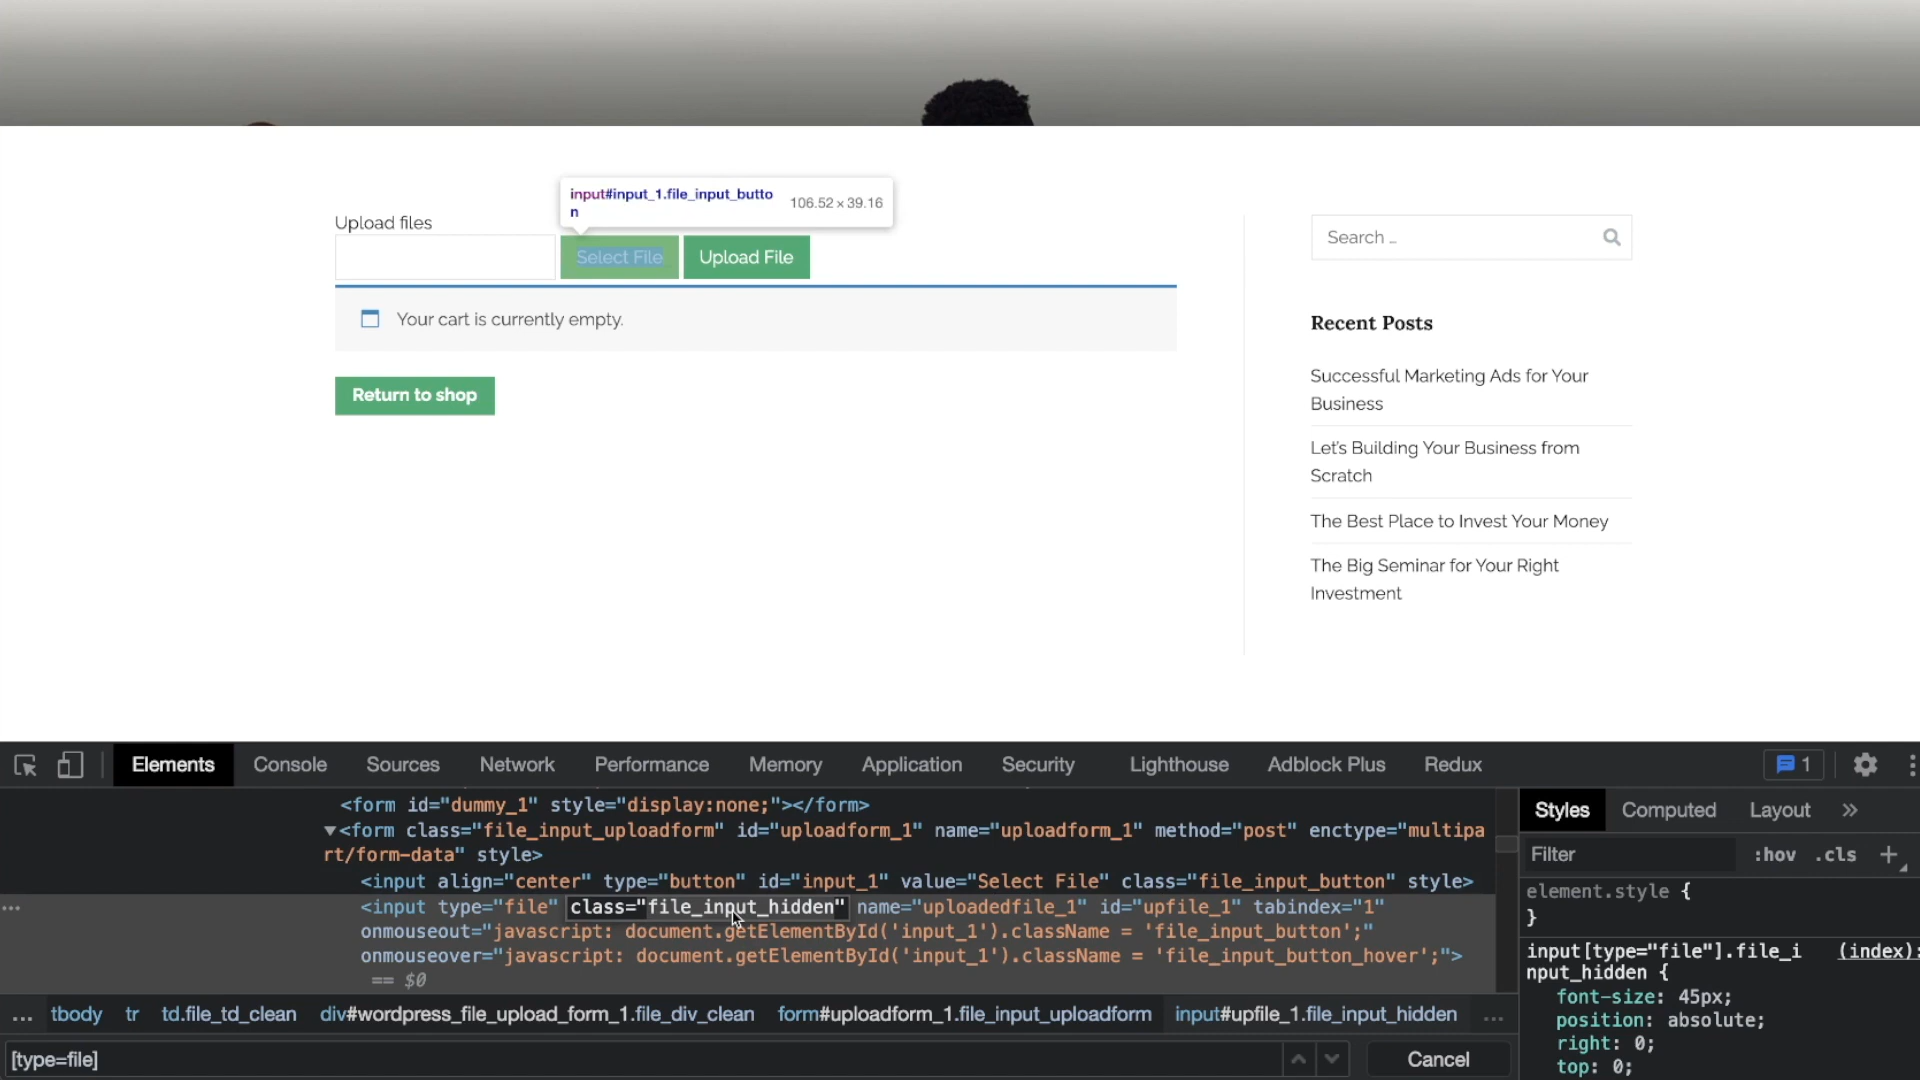 input#input_1.file_input_butto
n
106.52 × 39.16
Upload files
Select File
Upload File
Your cart is currently empty.
Return to shop
Search …
Recent Posts
Successful Marketing Ads for Your
Business
Let's Building Your Business from
Scratch
The Best Place to Invest Your Money
The Big Seminar for Your Right
Investment
Elements Console Sources Network Performance Memory Application Security Lighthouse Adblock Plus Redux 1
<form id="dummy_1" style="display:none;"></form>
▼<form class="file_input_uploadform" id="uploadform_1" name="uploadform_1" method="post" enctype="multipa
rt/form-data" style>
<input align="center" type="button" id="input_1" value="Select File" class="file_input_button" style>
<input type="file" class="file_input_hidden" name="uploadedfile_1" id="upfile_1" tabindex="1"
onmouseout="javascript: document.getElementById('input_1').className = 'file_input_button';"
onmouseover="javascript: document.getElementById('input_1').className = 'file_input_button_hover';">
== $0
... tbody tr td.file_td_clean div#wordpress_file_upload_form_1.file_div_clean form#uploadform_1.file_input_uploadform input#upfile_1.file_input_hidden ...
[type=file]
Cancel
Styles Computed Layout »
Filter :hov .cls +
element.style {
}
input[type="file"].file_i (index):
nput_hidden {
font-size: 45px;
position: absolute;
right: 0;
top: 0;